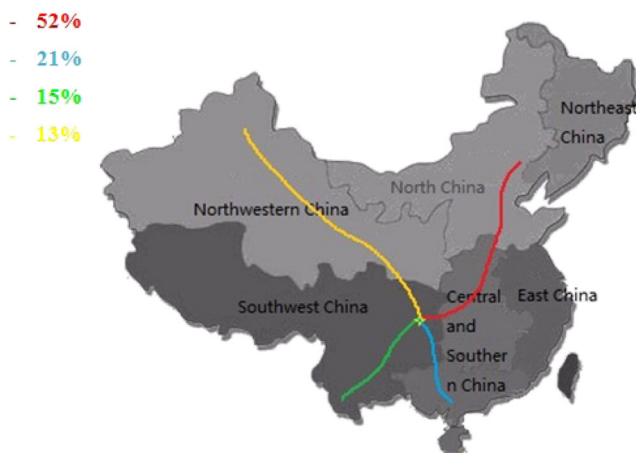 - 52%
- 21%
- 15%
- 13%
Northeast
China
North China
Northwestern China
Southwest China
Central
and
Souther
n China
East China